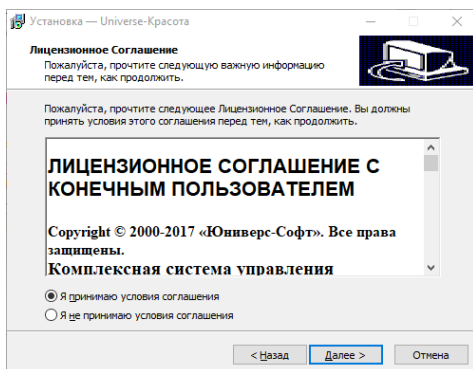 Установка — Universe-Красота
Лицензионное Соглашение
Пожалуйста, прочтите следующую важную информацию
перед тем, как продолжить.
Пожалуйста, прочтите следующее Лицензионное Соглашение. Вы должны
принять условия этого соглашения перед тем, как продолжить.
ЛИЦЕНЗИОННОЕ СОГЛАШЕНИЕ С
КОНЕЧНЫМ ПОЛЬЗОВАТЕЛЕМ
Copyright © 2000-2017 «Юниверс-Софт». Все права
защищены.
Комплексная система управления
Я принимаю условия соглашения
Я не принимаю условия соглашения
< Назад Далее > Отмена